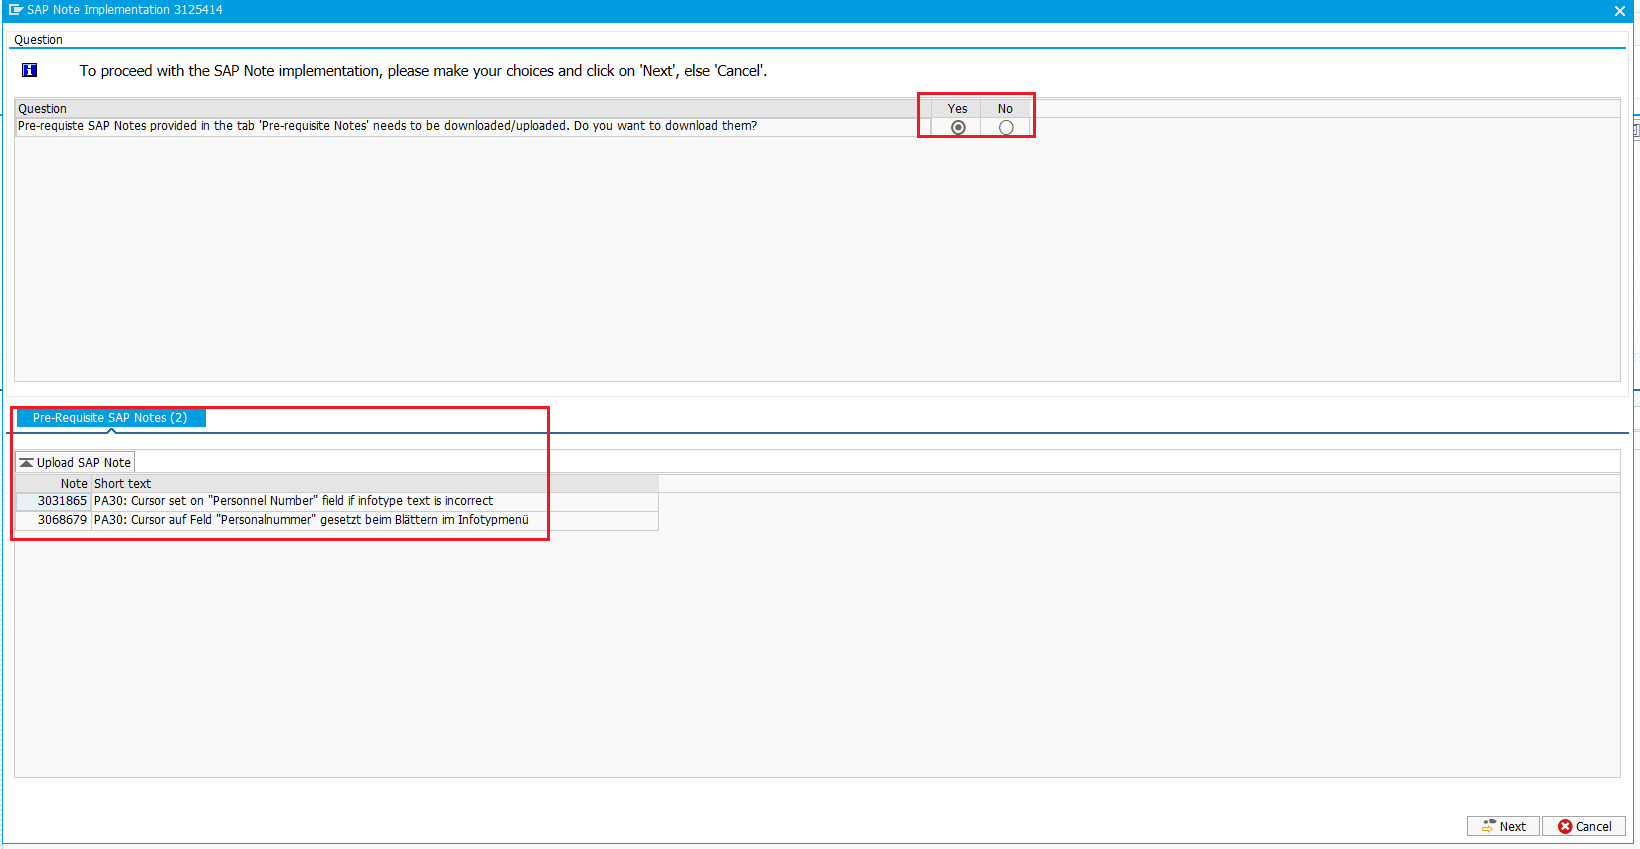 SAP Note Implementation 3125414
Question
To proceed with the SAP Note implementation, please make your choices and click on 'Next', else 'Cancel'.
Question Yes No
Pre-requiste SAP Notes provided in the tab 'Pre-requisite Notes' needs to be downloaded/uploaded. Do you want to download them?
Pre-Requisite SAP Notes (2)
Upload SAP Note
Note Short text
3031865 PA30: Cursor set on "Personnel Number" field if infotype text is incorrect
3068679 PA30: Cursor auf Feld "Personalnummer" gesetzt beim Blättern im Infotypmenü
Next Cancel